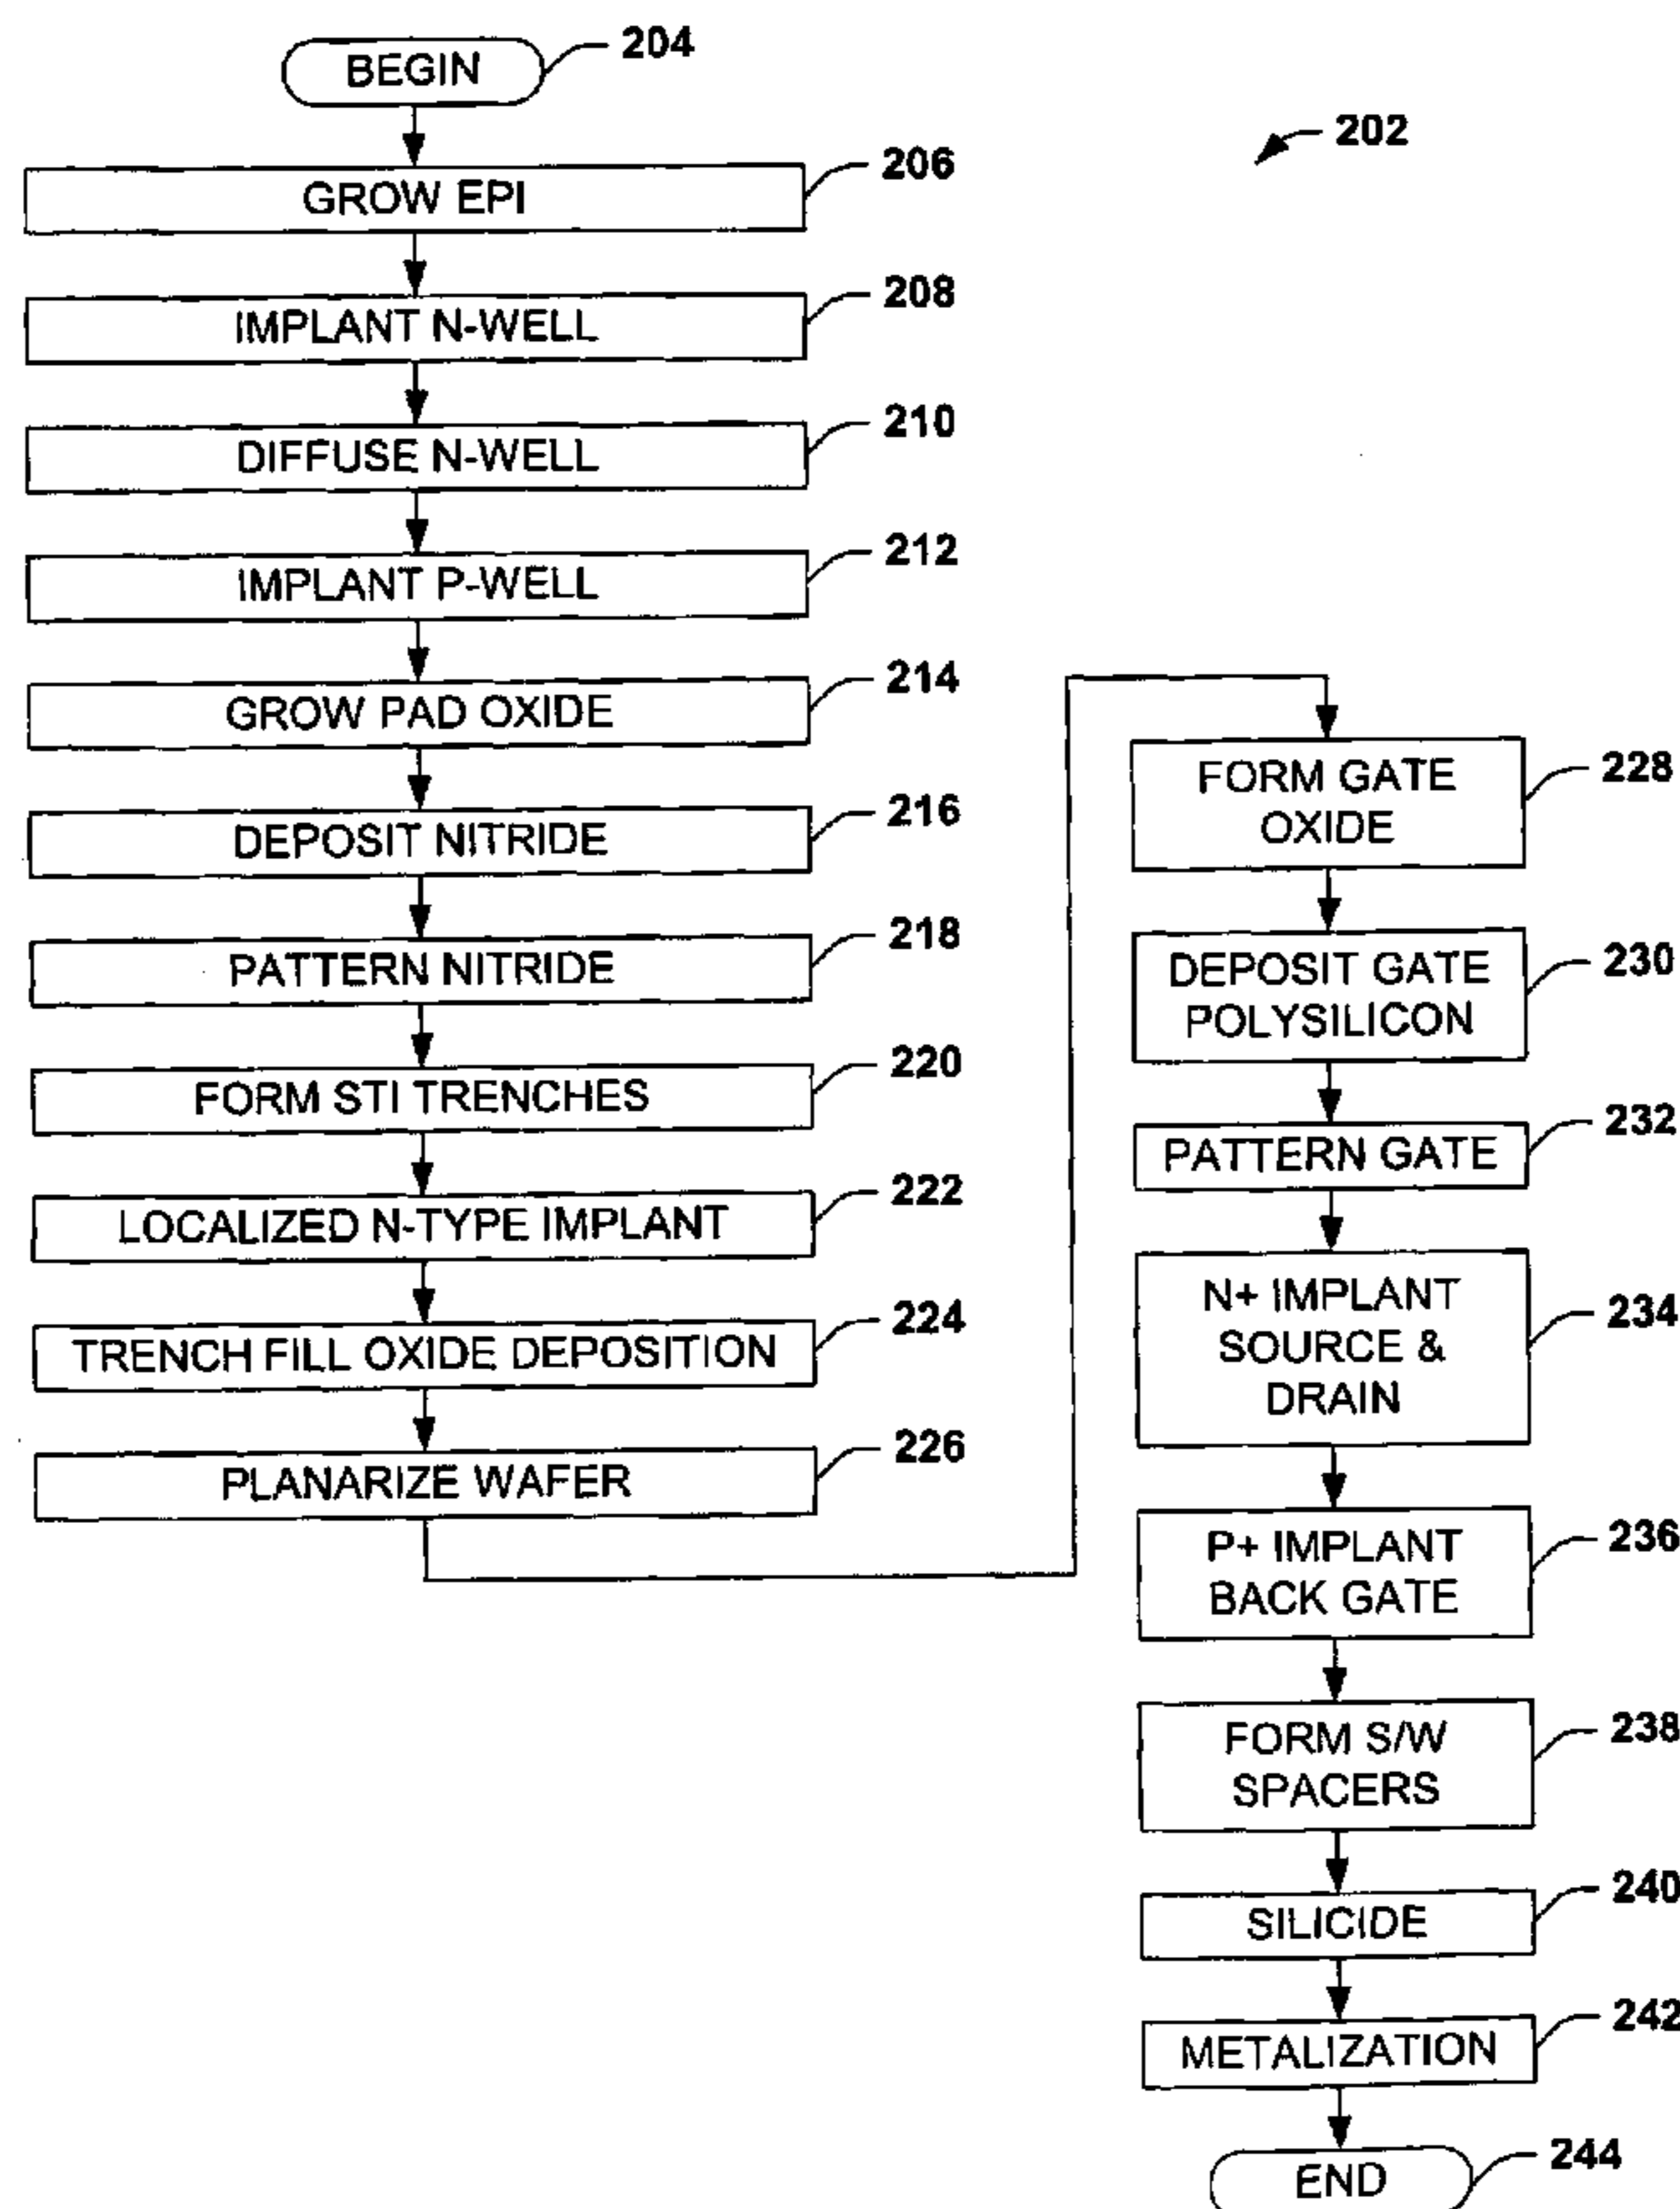 BEGIN
204
202
GROW EPI
206
IMPLANT N-WELL
208
DIFFUSE N-WELL
210
IMPLANT P-WELL
212
GROW PAD OXIDE
214
DEPOSIT NITRIDE
216
PATTERN NITRIDE
218
FORM STI TRENCHES
220
LOCALIZED N-TYPE IMPLANT
222
TRENCH FILL OXIDE DEPOSITION
224
PLANARIZE WAFER
226
FORM GATE
OXIDE
228
DEPOSIT GATE
POLYSILICON
230
PATTERN GATE
232
N+ IMPLANT
SOURCE &
DRAIN
234
P+ IMPLANT
BACK GATE
236
FORM S/W
SPACERS
238
SILICIDE
240
METALIZATION
242
END
244